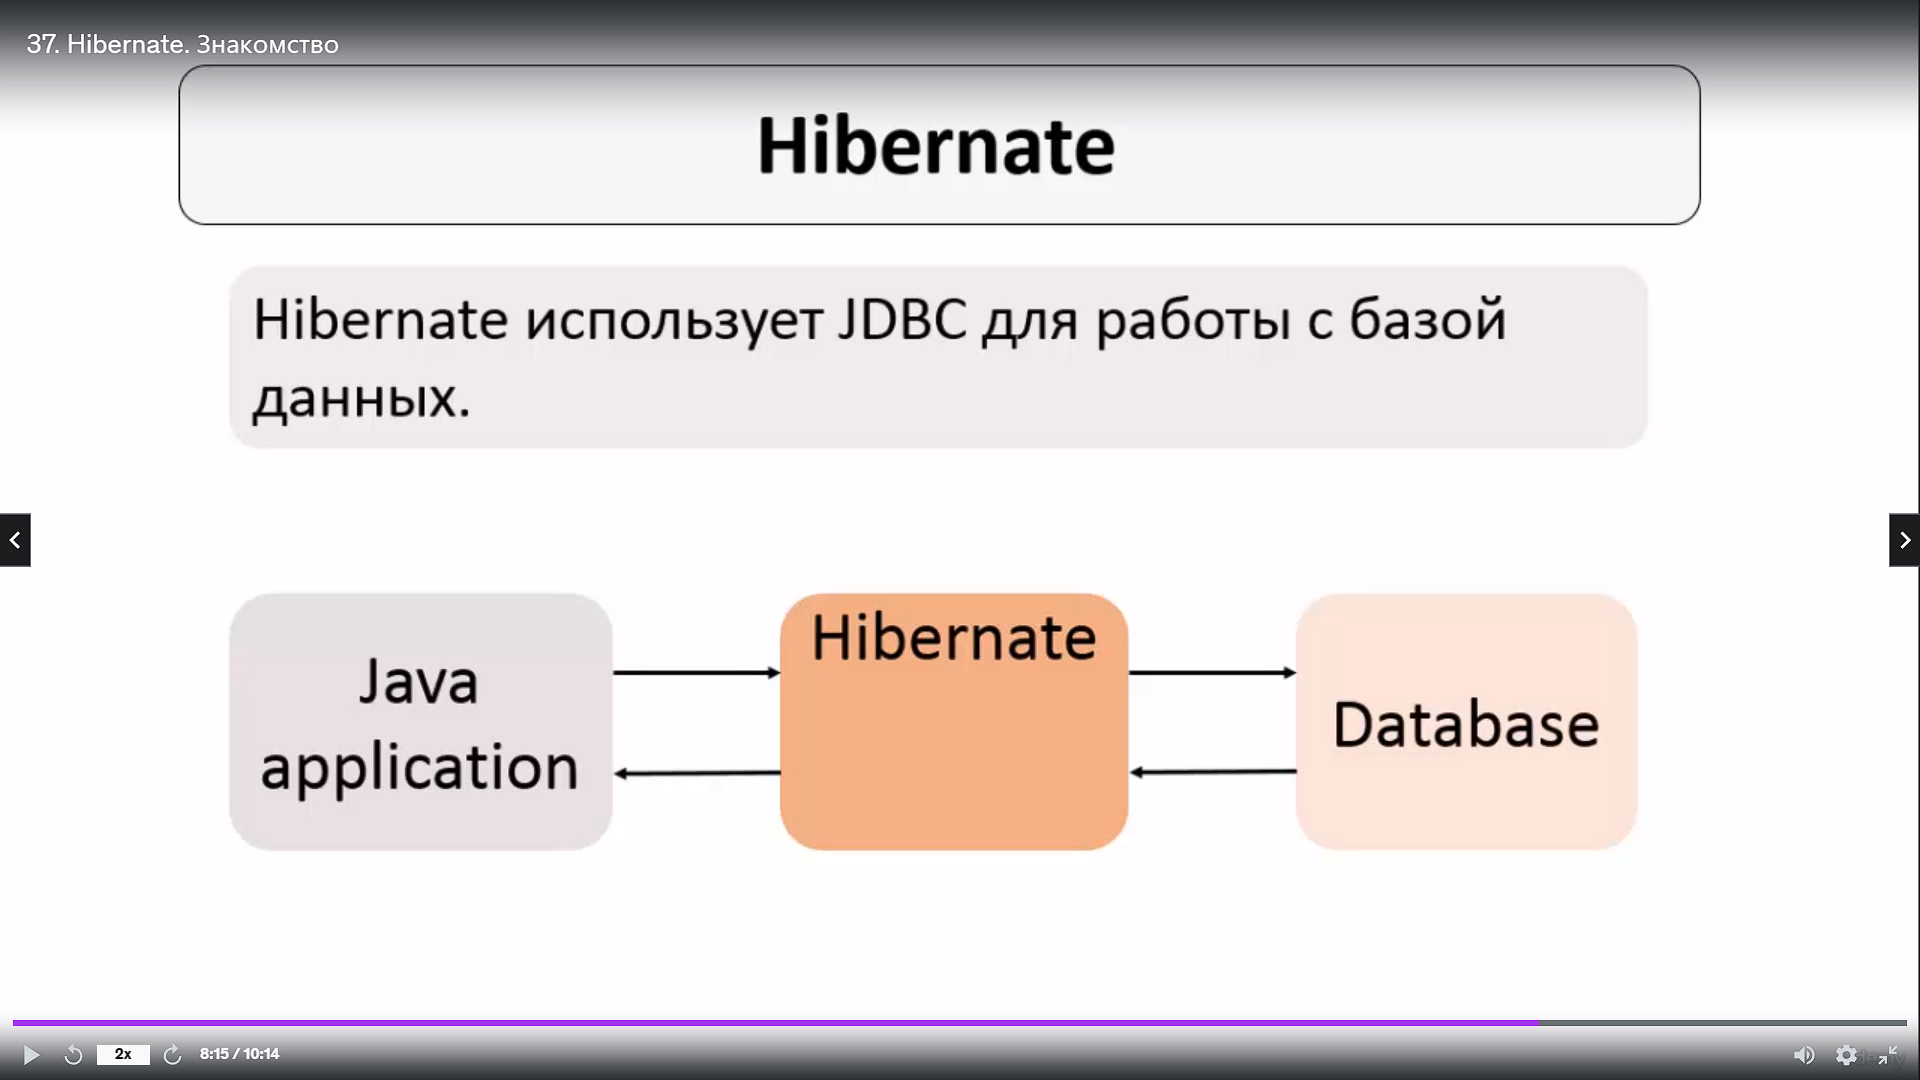 37. Hibernate. Знакомство
Hibernate
Hibernate использует JDBC для работы с базой
данных.
Java
application
Hibernate
Database
2x
8:15 / 10:14